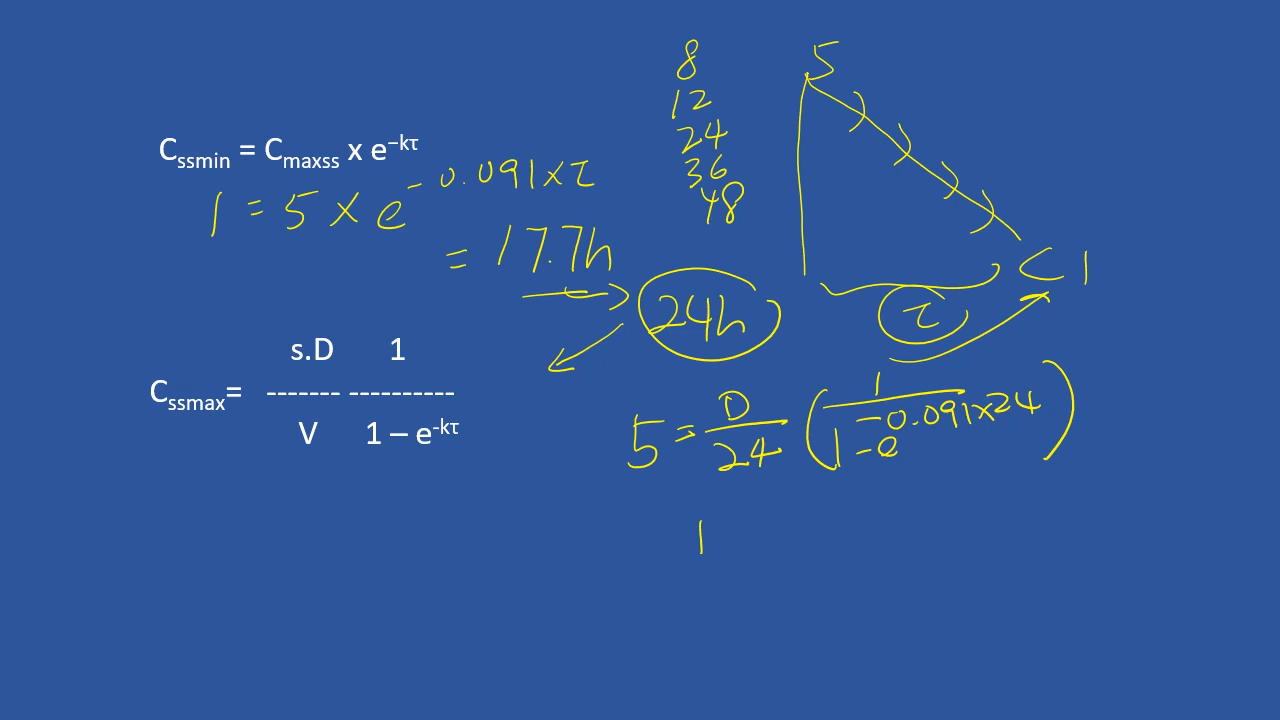 8
5
12
24
36
48
Cssmin = Cmaxss x e–kτ
1 = 5 x e - 0.091 x τ
= 17.7h
< 1
24h
τ
s.D 1
Cssmax= ------- ----------
V 1 – e-kτ
5 = D/24 (1/1 - e -0.091x24)
1